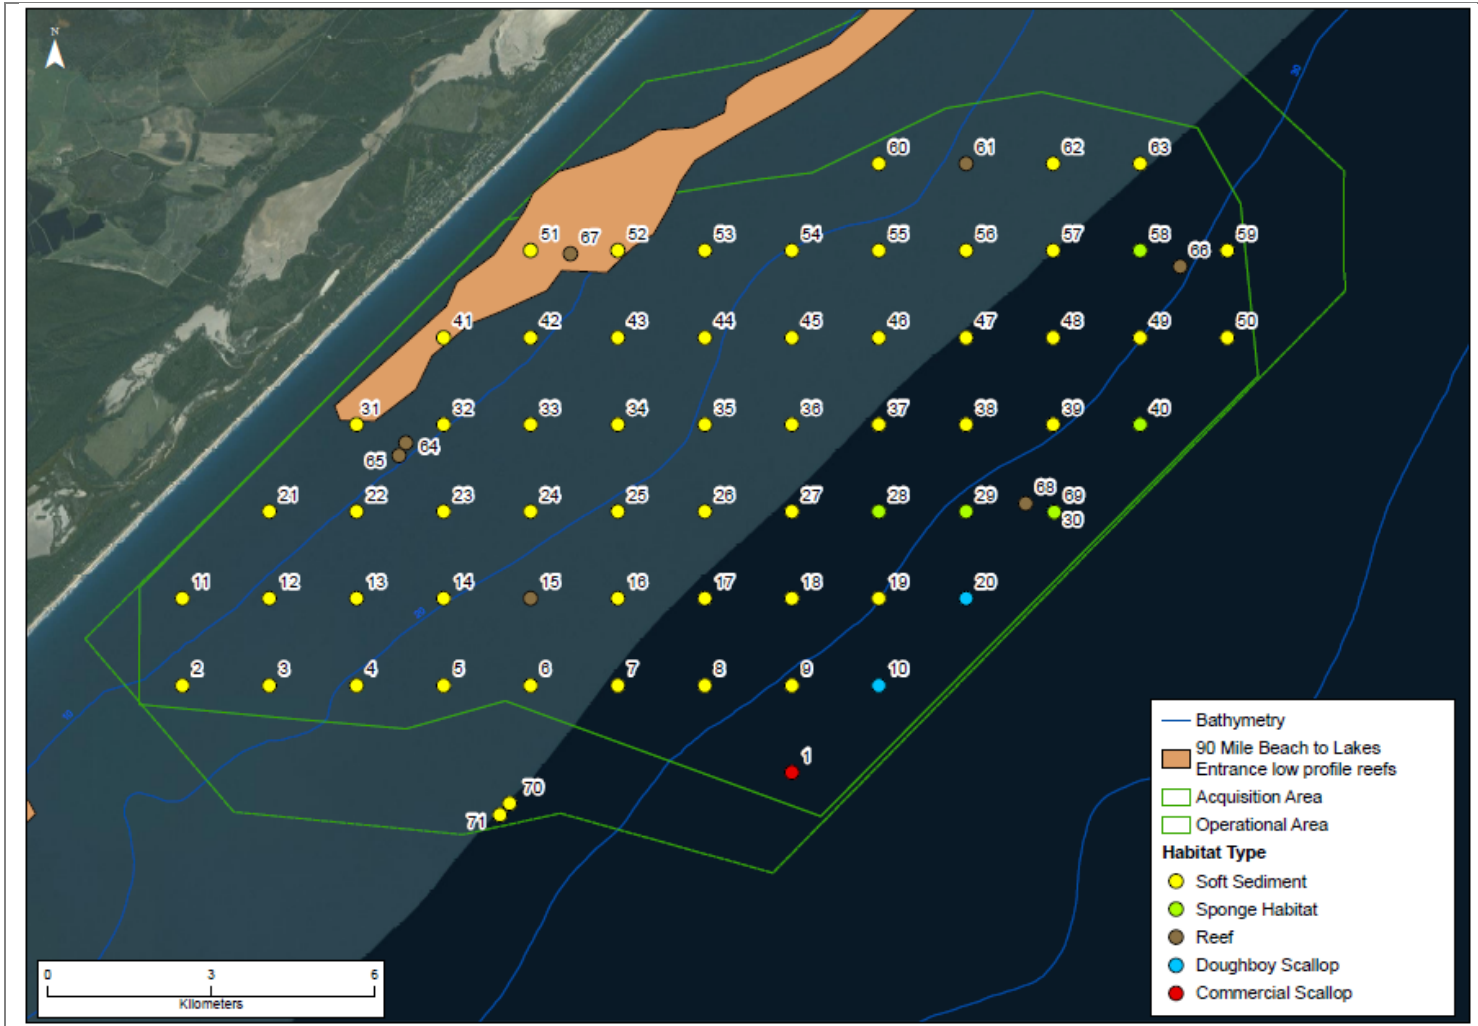 N
30
60 61 62 63
51 67 52 53 54 55 56 57 58 66 59
41 42 43 44 45 46 47 48 49 50
31 32 33 34 35 36 37 38 39 40
64
65
21 22 23 24 25 26 27 28 29 68 69
30
11 12 13 14 15 16 17 18 19 20
20
2 3 4 5 6 7 8 9 10
10
1
70
71
Bathymetry
90 Mile Beach to Lakes
Entrance low profile reefs
Acquisition Area
Operational Area
Habitat Type
Soft Sediment
Sponge Habitat
Reef
Doughboy Scallop
Commercial Scallop
0 3 6
Kilometers